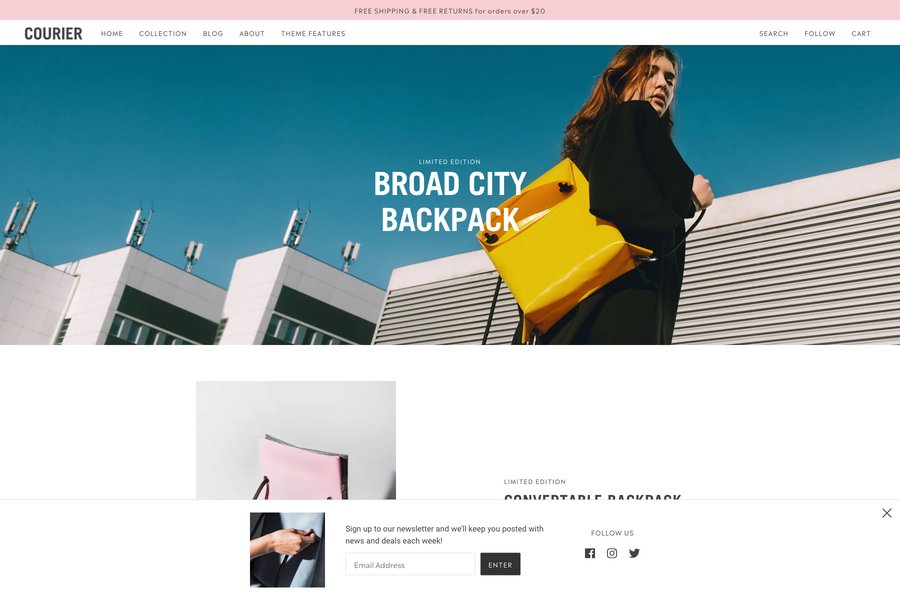 FREE SHIPPING & FREE RETURNS for orders over $20
COURIER HOME COLLECTION BLOG ABOUT THEME FEATURES SEARCH FOLLOW CART
LIMITED EDITION
BROAD CITY
BACKPACK
LIMITED EDITION
CONVERTABLE BACKPACK
Sign up to our newsletter and we'll keep you posted with
news and deals each week!
Email Address
ENTER
FOLLOW US